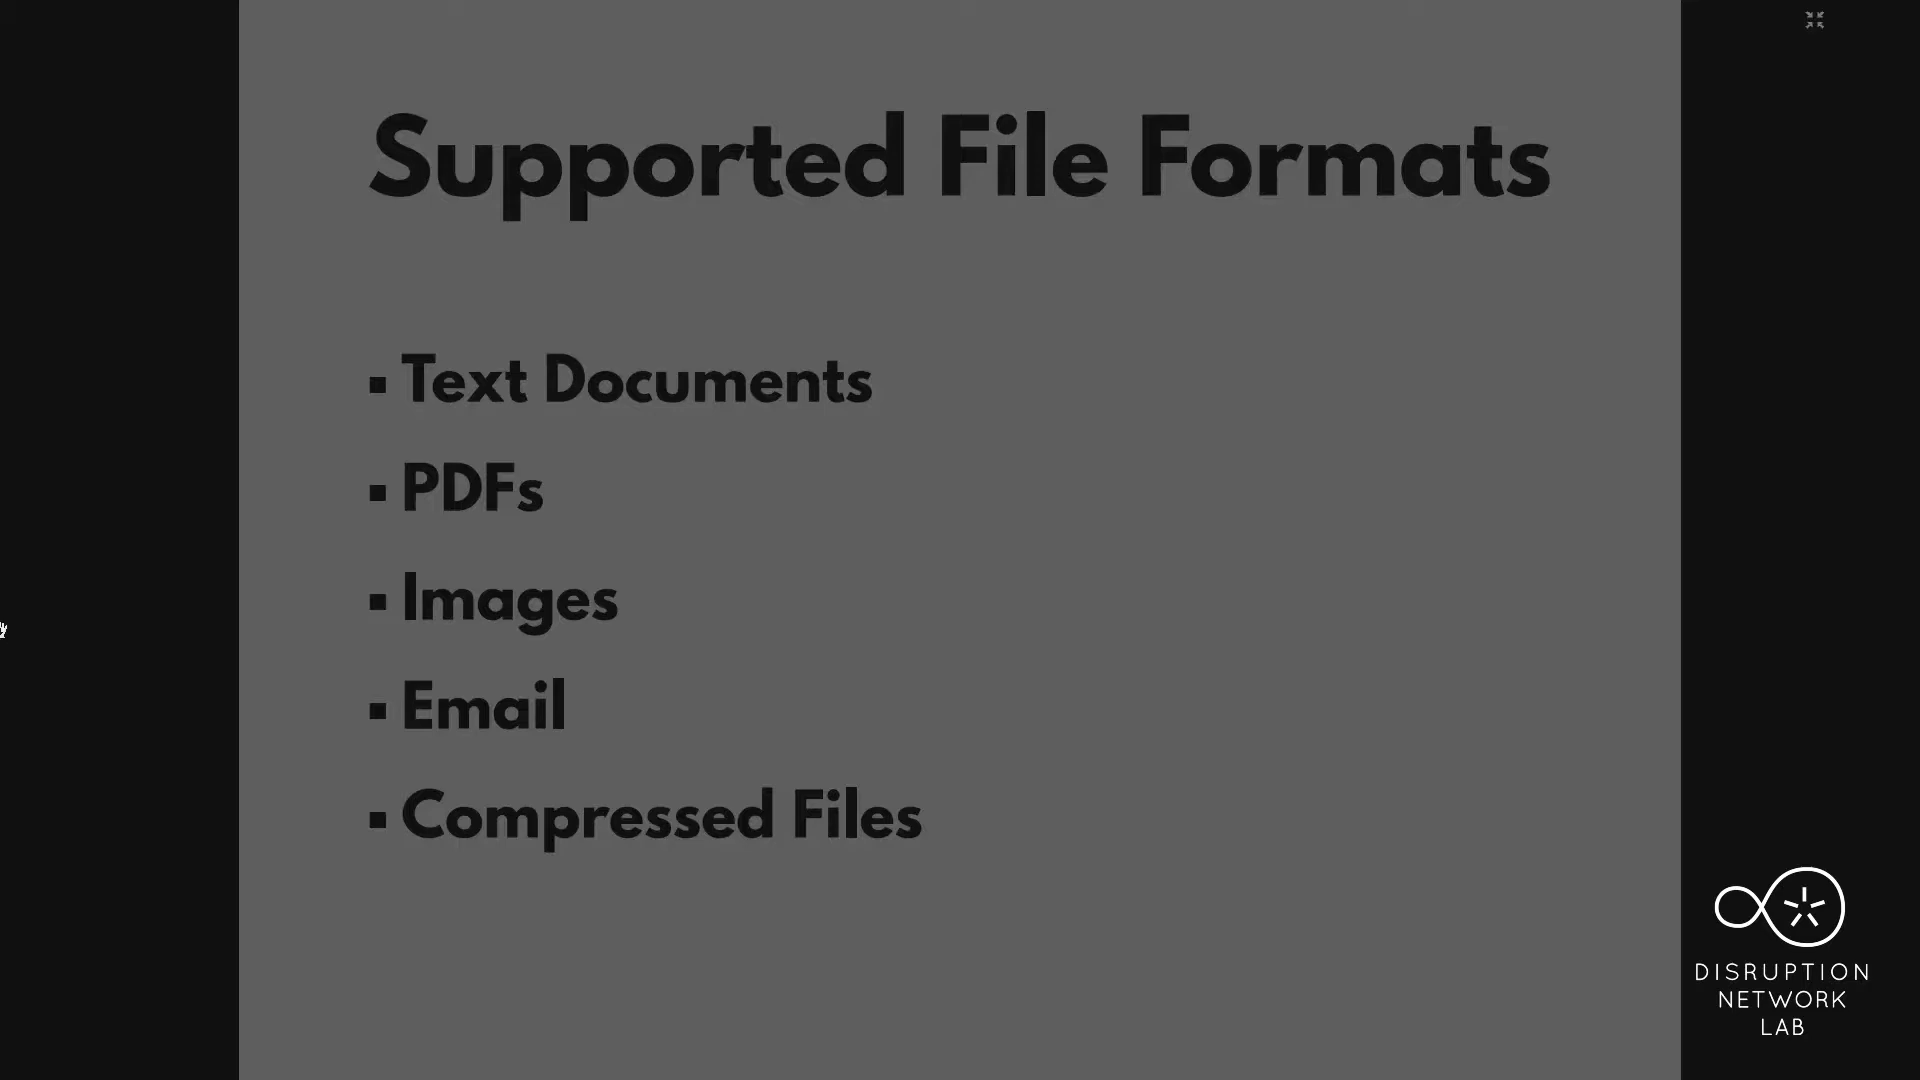 Supported File Formats
▪ Text Documents
▪ PDFs
▪ Images
▪ Email
▪ Compressed Files
DISRUPTION
NETWORK
LAB